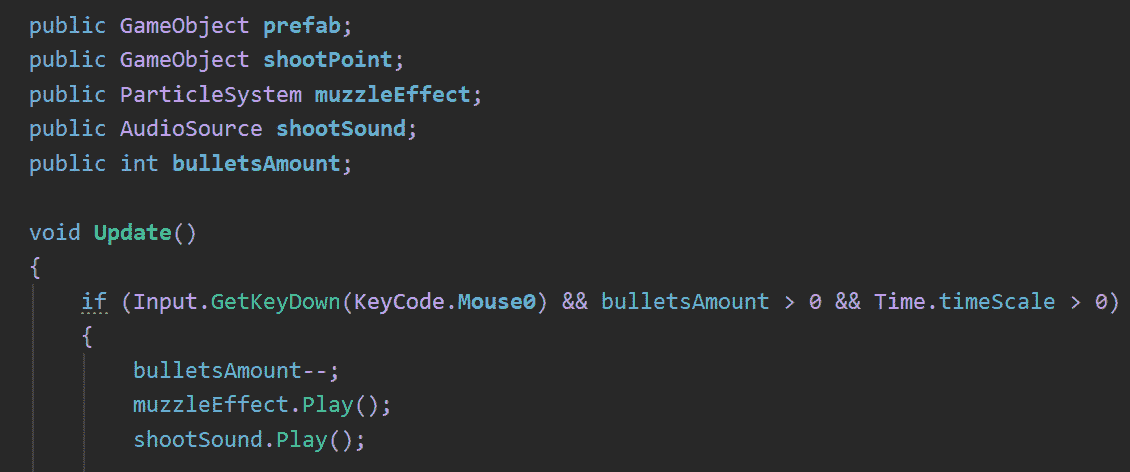 public GameObject prefab;
public GameObject shootPoint;
public ParticleSystem muzzleEffect;
public AudioSource shootSound;
public int bulletsAmount;
void Update()
{
if (Input.GetKeyDown(KeyCode.Mouse0) && bulletsAmount > 0 && Time.timeScale > 0)
{
bulletsAmount--;
muzzleEffect.Play();
shootSound.Play();